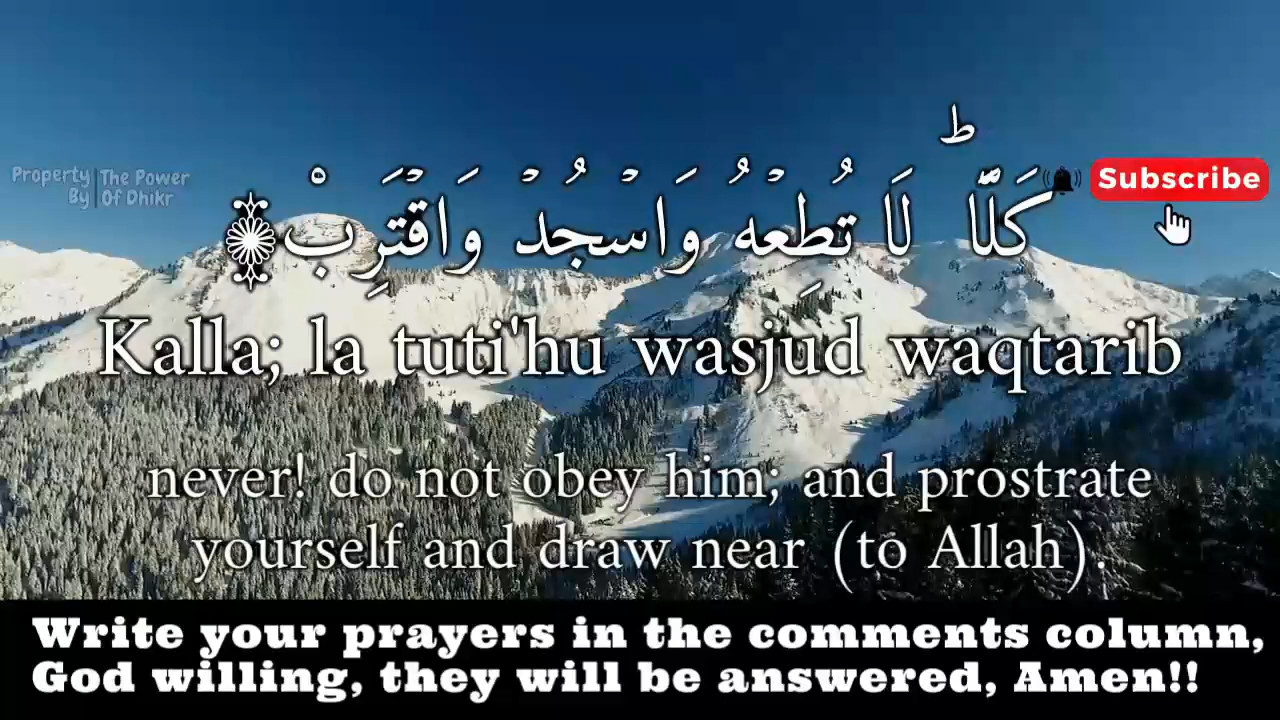 Property
By
The Power
Of Dhikr
Subscribe
كَلَّاؕ لَا تُطِعۡهُ وَاسۡجُدۡ وَاقۡتَرِبْ۩
Kalla; la tuti'hu wasjud waqtarib
never! do not obey him; and prostrate
yourself and draw near (to Allah).
Write your prayers in the comments column,
God willing, they will be answered, Amen!!